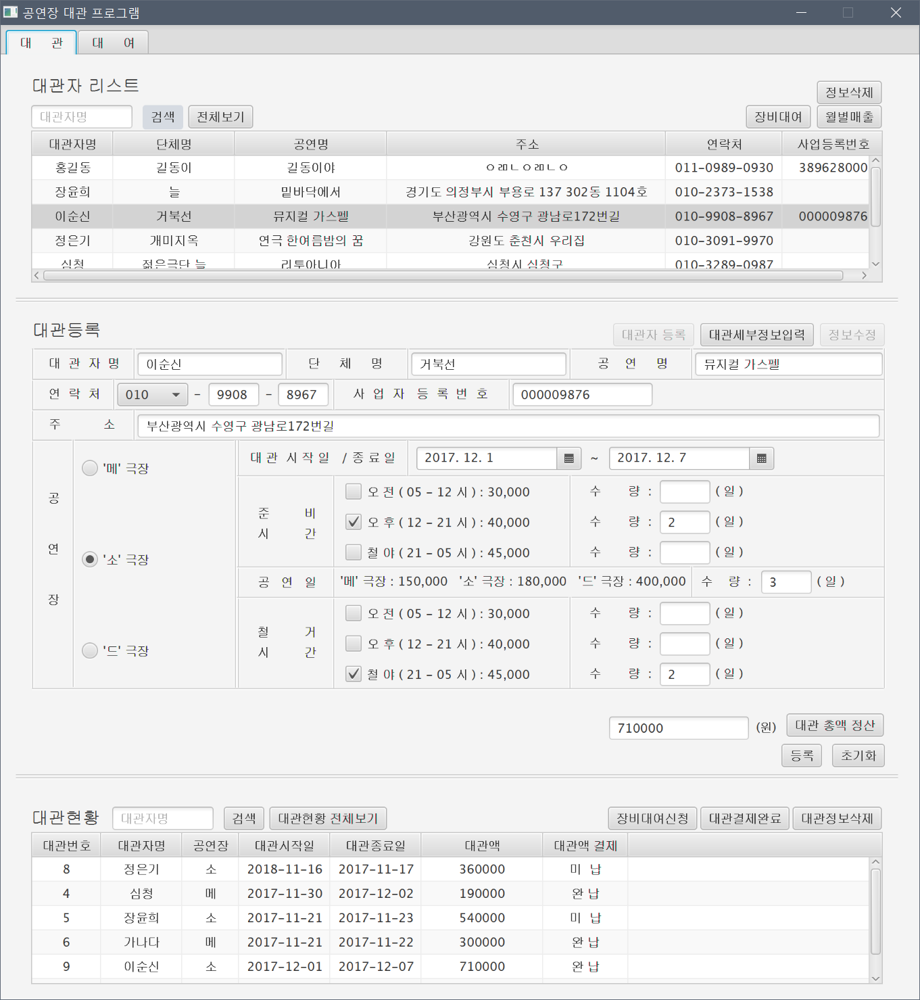 공연장 대관 프로그램
대 관 대 여
대관자 리스트
정보삭제
대관자명 검색 전체보기 장비대여 월별매출
대관자명 단체명 공연명 주소 연락처 사업등록번호
홍길동 길동이 길동이야 011-0989-0930 389628000
장윤희 늘 밑바닥에서 경기도 의정부시 부용로 137 302동 1104호 010-2373-1538
이순신 거북선 뮤지컬 가스펠 부산광역시 수영구 광남로172번길 010-9908-8967 000009876
정은기 개미지옥 연극 한여름밤의 꿈 강원도 춘천시 우리집 010-3091-9970
심청 젊은극단 늘 리투아니아 심청시 심청구 010-3289-0987
대관등록 대관자 등록 대관세부정보입력 정보수정
대 관 자 명 이순신 단 체 명 거북선 공 연 명 뮤지컬 가스펠
연 락 처 010 - 9908 - 8967 사 업 자 등 록 번 호 000009876
주 소 부산광역시 수영구 광남로172번길
공 연 장
'메' 극장
'소' 극장
'드' 극장
대 관 시 작 일 / 종 료 일 2017. 12. 1 ~ 2017. 12. 7
준 비 시 간
오 전 ( 05 - 12 시 ) : 30,000 수 량 : ( 일 )
오 후 ( 12 - 21 시 ) : 40,000 수 량 : 2 ( 일 )
철 야 ( 21 - 05 시 ) : 45,000 수 량 : ( 일 )
공 연 일 '메' 극장 : 150,000 '소' 극장 : 180,000 '드' 극장 : 400,000 수 량 : 3 ( 일 )
철 거 시 간
오 전 ( 05 - 12 시 ) : 30,000 수 량 : ( 일 )
오 후 ( 12 - 21 시 ) : 40,000 수 량 : ( 일 )
철 야 ( 21 - 05 시 ) : 45,000 수 량 : 2 ( 일 )
710000 (원) 대관 총액 정산
등록 초기화
대관현황 대관자명 검색 대관현황 전체보기 장비대여신청 대관결제완료 대관정보삭제
대관번호 대관자명 공연장 대관시작일 대관종료일 대관액 대관액 결제
8 정은기 소 2018-11-16 2017-11-17 360000 미 납
4 심청 메 2017-11-30 2017-12-02 190000 완 납
5 장윤희 소 2017-11-21 2017-11-23 540000 미 납
6 가나다 메 2017-11-21 2017-11-22 300000 완 납
9 이순신 소 2017-12-01 2017-12-07 710000 완 납